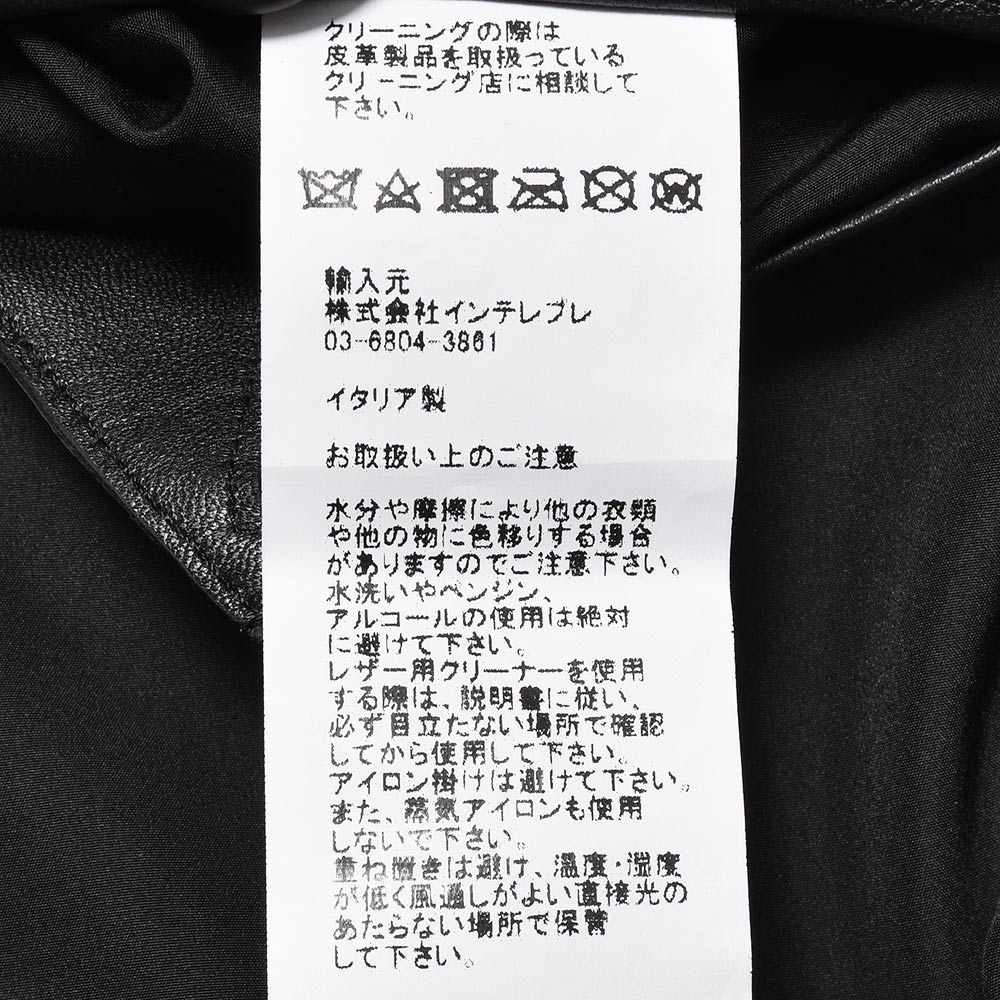 クリーニングの際は
皮革製品を取扱っている
クリーニング店に相談して
下さい。
W
輸入元
株式会社インテレプレ
03-6804-3861
イタリア製
お取扱い上のご注意
水分や摩擦により他の衣類
や他の物に色移りする場合
がありますのでご注意下さい。
水洗いやベンジン、
アルコールの使用は絶対
に避けて下さい。
レザー用クリーナーを使用
する際は、説明書に従い、
必ず目立たない場所で確認
してから使用して下さい。
アイロン掛けは避けて下さい。
また、蒸気アイロンも使用
しないで下さい。
重ね置きは避け、温度・湿度
が低く風通しがよい直接光の
あたらない場所で保管
して下さい。